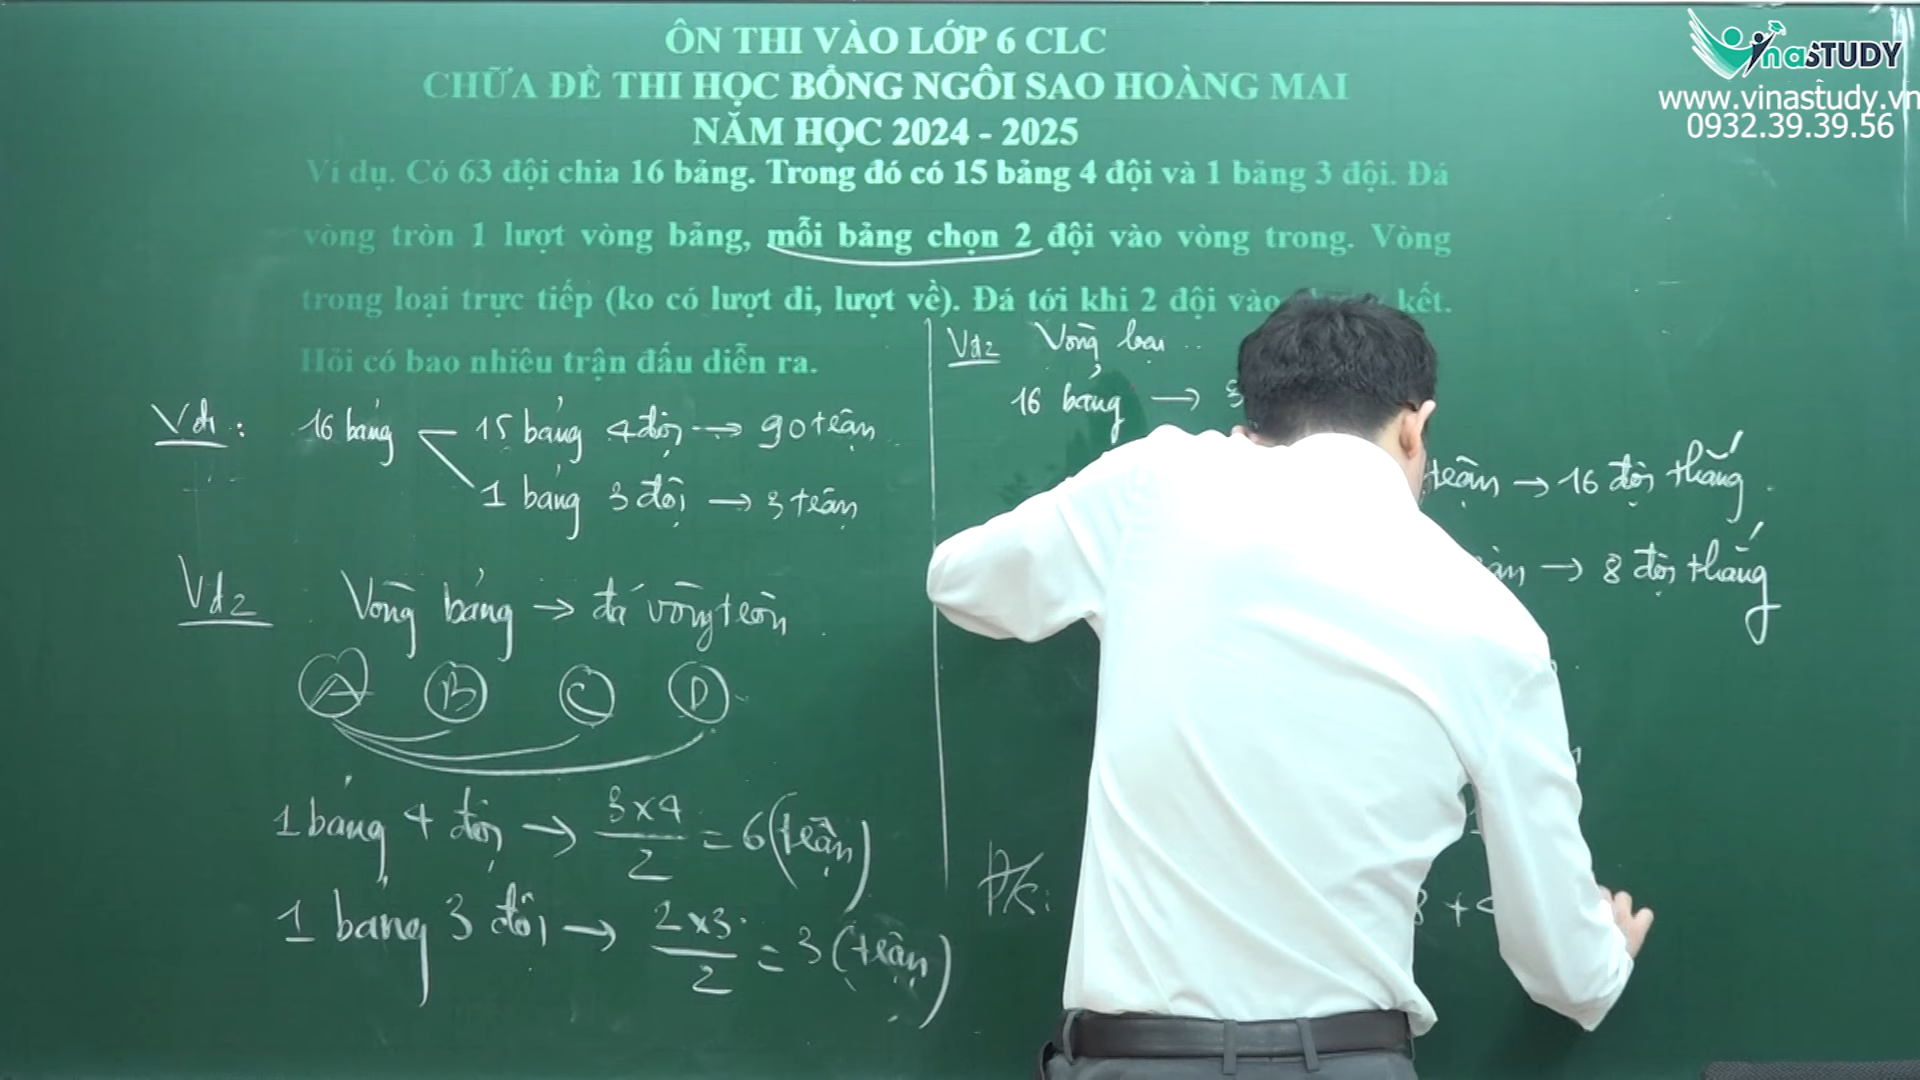 ÔN THI VÀO LỚP 6 CLC
CHỮA ĐỀ THI HỌC BỔNG NGÔI SAO HOÀNG MAI
NĂM HỌC 2024 - 2025
VinaSTUDY
www.vinastudy.vn
0932.39.39.56
Ví dụ. Có 63 đội chia 16 bảng. Trong đó có 15 bảng 4 đội và 1 bảng 3 đội. Đá
vòng tròn 1 lượt vòng bảng, mỗi bảng chọn 2 đội vào vòng trong. Vòng
trong loại trực tiếp (ko có lượt đi, lượt về). Đá tới khi 2 đội vào kết.
Hỏi có bao nhiêu trận đấu diễn ra.
Vd1: 16 bảng 15 bảng 4 đội → 90 trận
1 bảng 3 đội → 3 trận
Vd2 Vòng bảng → đá vòng tròn
A B C D
1 bảng 4 đội → 3x4/2 = 6 (trận)
1 bảng 3 đội → 2x3/2 = 3 (trận)
Vd2 Vòng loại ..
16 bảng → 3
trận → 16 đội thắng
→ 8 đội thắng
8 +